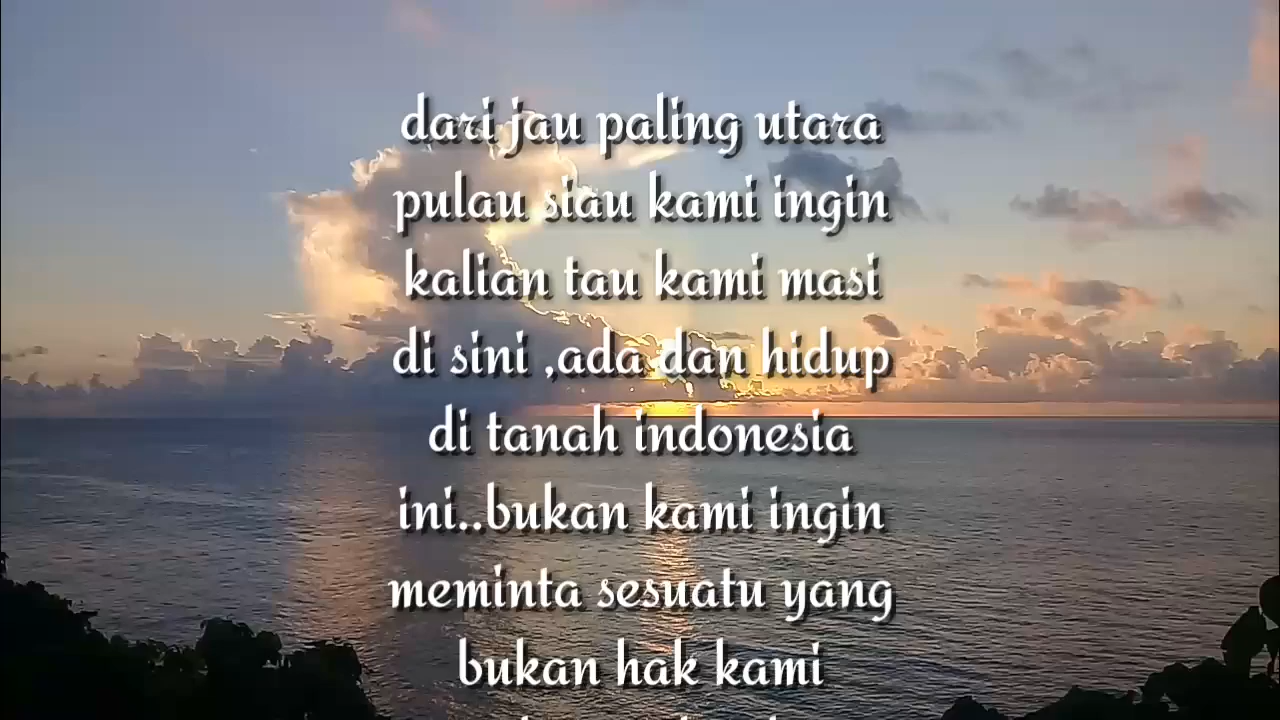 dari jau paling utara
pulau siau kami ingin
kalian tau kami masi
di sini ,ada dan hidup
di tanah indonesia
ini..bukan kami ingin
meminta sesuatu yang
bukan hak kami